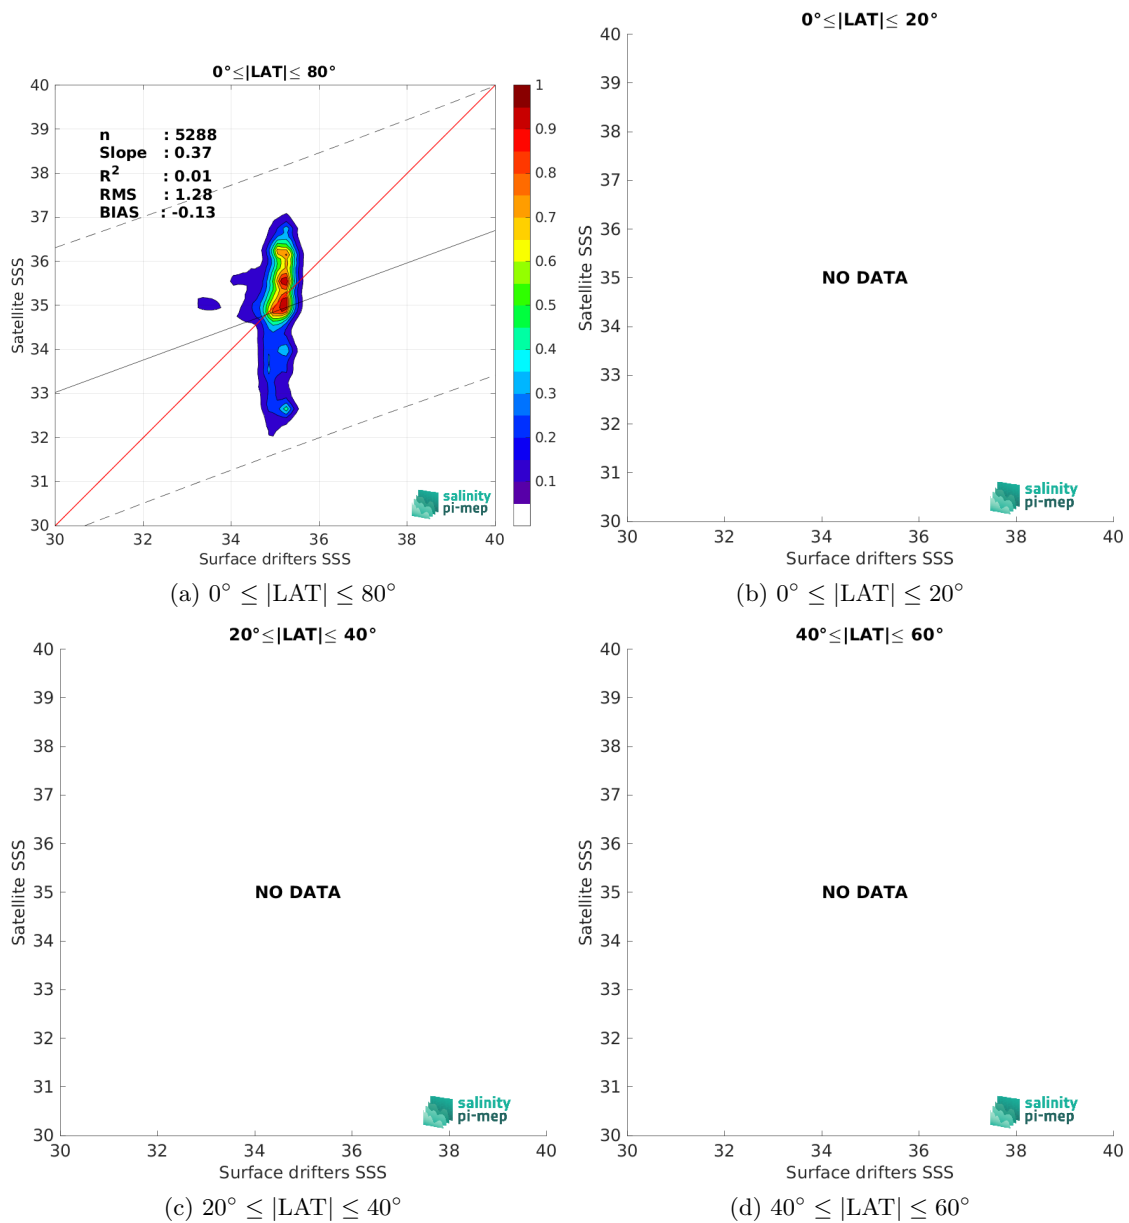 0°≤|LAT|≤ 80°
40
39
38
37
36
35
34
33
32
31
30
Satellite SSS
n : 5288
Slope : 0.37
R² : 0.01
RMS : 1.28
BIAS : -0.13
1
0.9
0.8
0.7
0.6
0.5
0.4
0.3
0.2
0.1
salinity
pi-mep
30 32 34 36 38 40
Surface drifters SSS
(a) 0° ≤ |LAT| ≤ 80°
0°≤|LAT|≤ 20°
40
39
38
37
36
35
34
33
32
31
30
Satellite SSS
NO DATA
salinity
pi-mep
30 32 34 36 38 40
Surface drifters SSS
(b) 0° ≤ |LAT| ≤ 20°
20°≤|LAT|≤ 40°
40
39
38
37
36
35
34
33
32
31
30
Satellite SSS
NO DATA
salinity
pi-mep
30 32 34 36 38 40
Surface drifters SSS
(c) 20° ≤ |LAT| ≤ 40°
40°≤|LAT|≤ 60°
40
39
38
37
36
35
34
33
32
31
30
Satellite SSS
NO DATA
salinity
pi-mep
30 32 34 36 38 40
Surface drifters SSS
(d) 40° ≤ |LAT| ≤ 60°